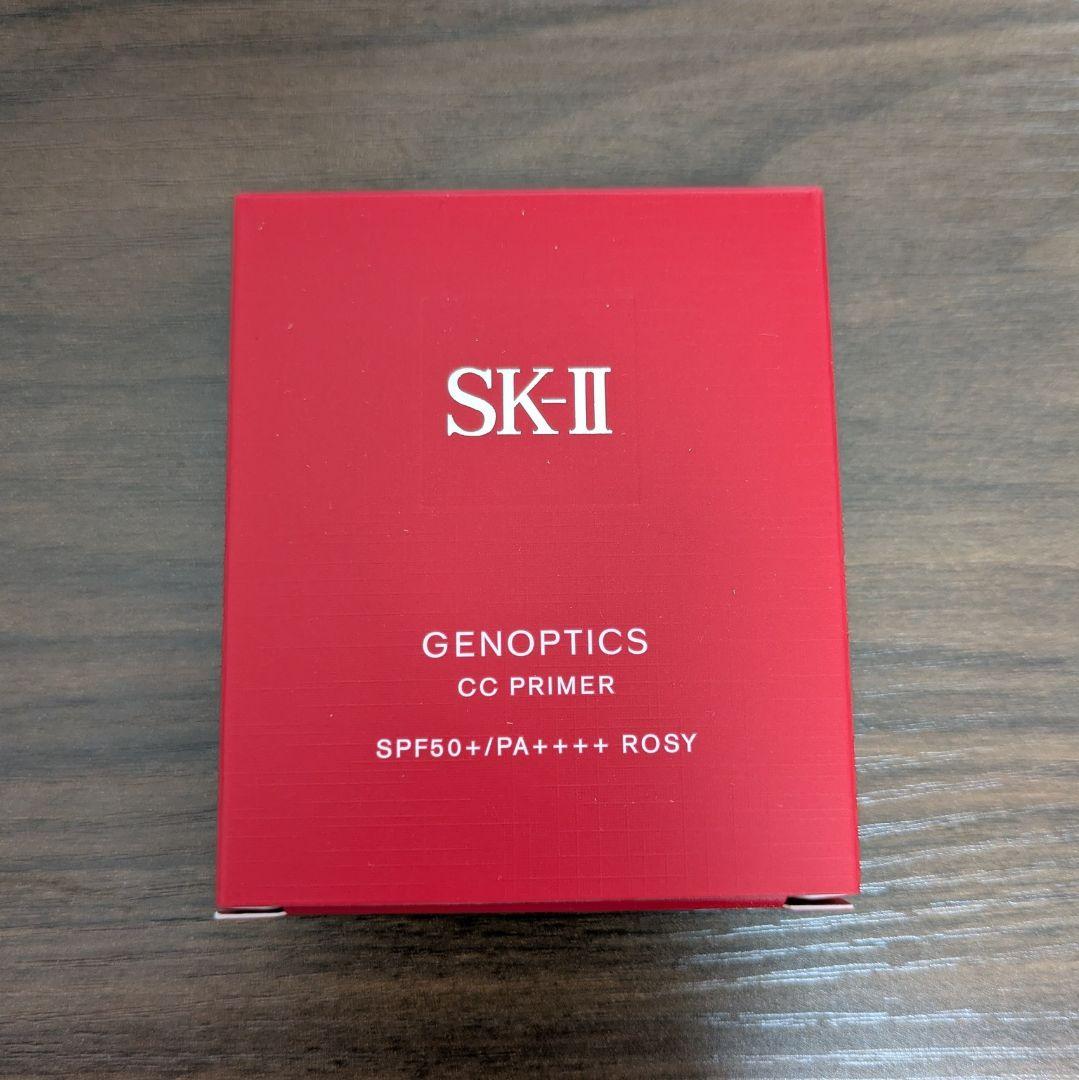 SK-II
GENOPTICS
CC PRIMER
SPF50+/PA++++ ROSY